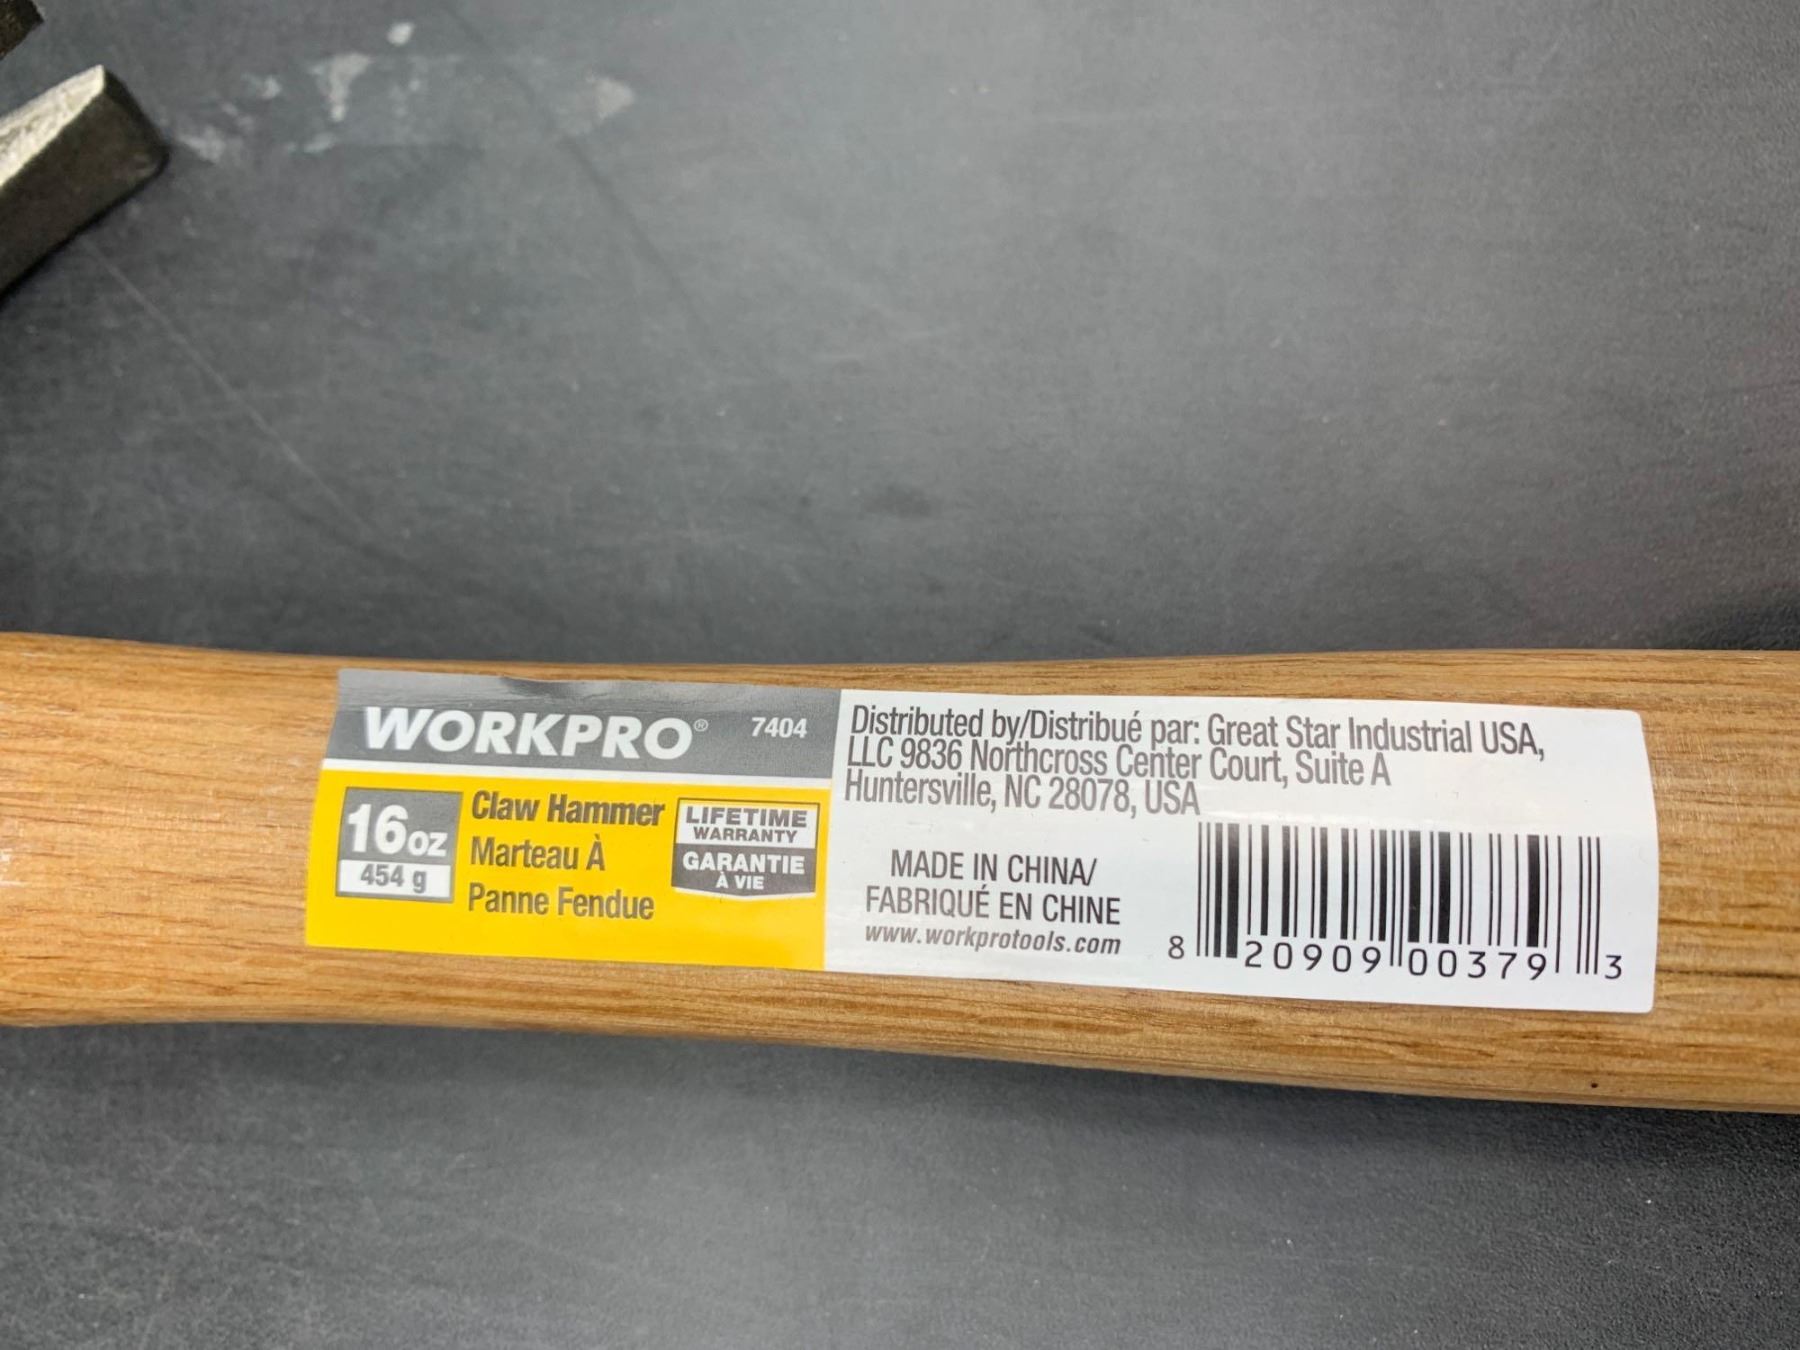 WORKPRO® 7404
16oz
454 g
Claw Hammer
Marteau À
Panne Fendue
LIFETIME
WARRANTY
GARANTIE
À VIE
Distributed by/Distribué par: Great Star Industrial USA,
LLC 9836 Northcross Center Court, Suite A
Huntersville, NC 28078, USA
MADE IN CHINA/
FABRIQUÉ EN CHINE
www.workprotools.com
8 20909 00379 3